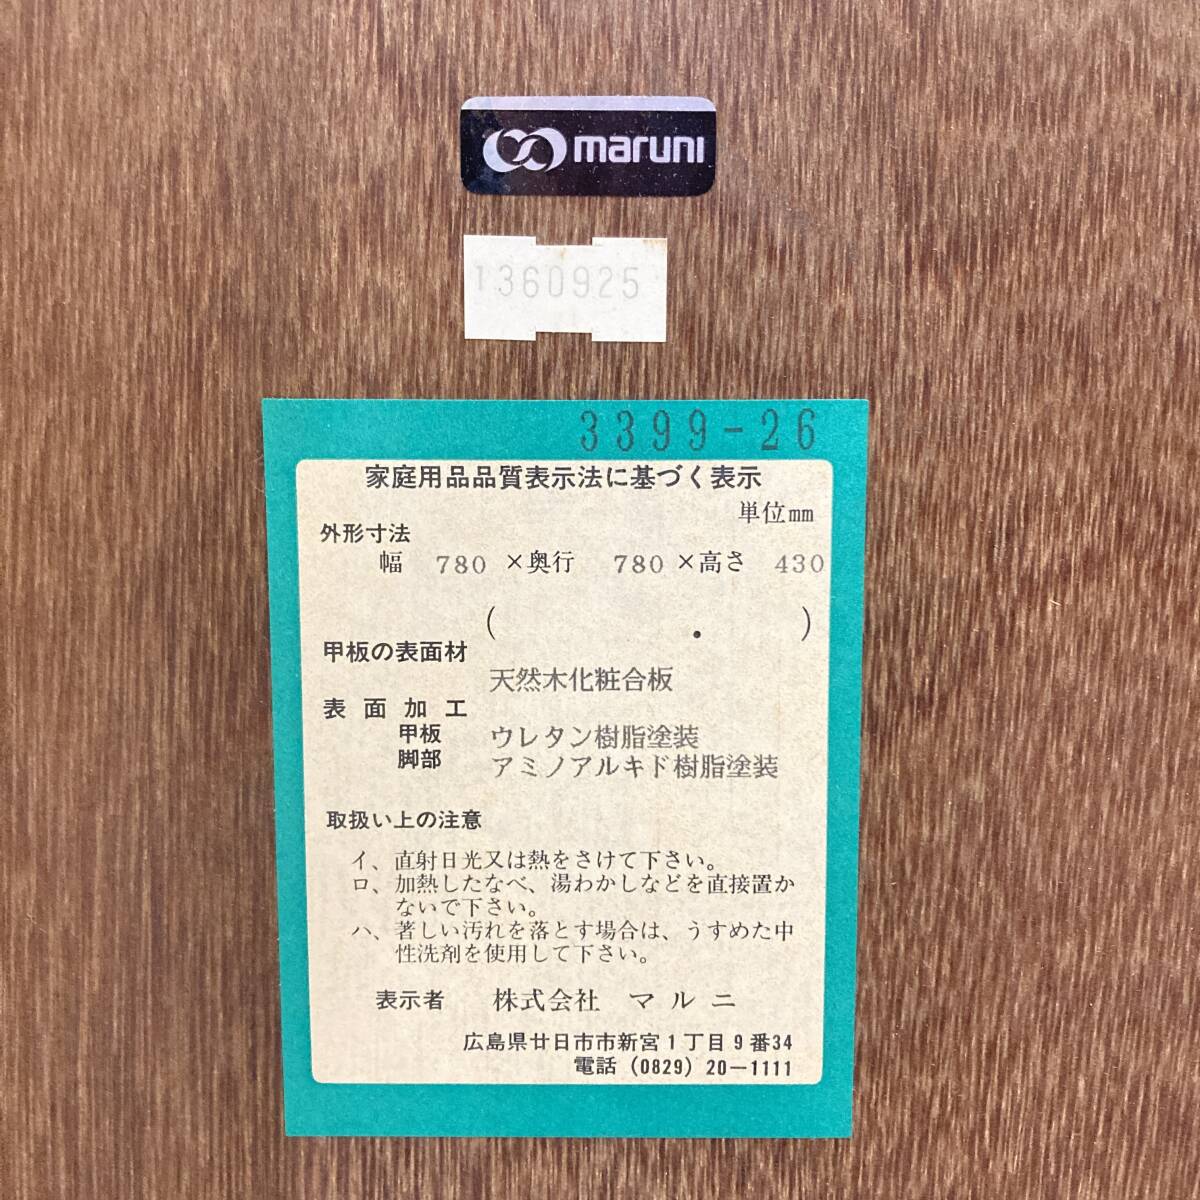 maruni
1360925
3399-26
家庭用品品質表示法に基づく表示
単位mm
外形寸法
幅 780 ×奥行 780 ×高さ 430
( . )
甲板の表面材
天然木化粧合板
表面加工
甲板 ウレタン樹脂塗装
脚部 アミノアルキド樹脂塗装
取扱い上の注意
イ、直射日光又は熱をさけて下さい。
ロ、加熱したなべ、湯わかしなどを直接置か
ないで下さい。
ハ、著しい汚れを落とす場合は、うすめた中
性洗剤を使用して下さい。
表示者 株式会社 マルニ
広島県廿日市市新宮1丁目9番34
電話 (0829) 20-1111